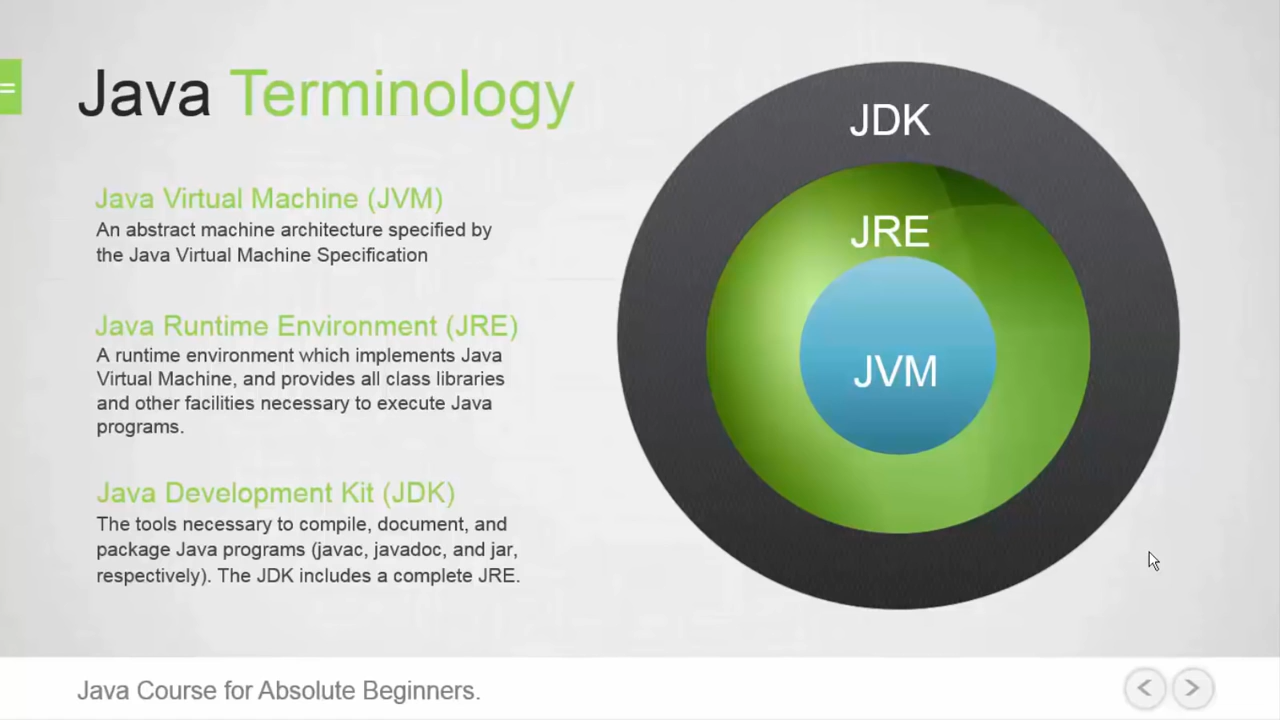 Java Terminology
Java Virtual Machine (JVM)
An abstract machine architecture specified by
the Java Virtual Machine Specification
Java Runtime Environment (JRE)
A runtime environment which implements Java
Virtual Machine, and provides all class libraries
and other facilities necessary to execute Java
programs.
Java Development Kit (JDK)
The tools necessary to compile, document, and
package Java programs (javac, javadoc, and jar,
respectively). The JDK includes a complete JRE.
JDK
JRE
JVM
Java Course for Absolute Beginners.